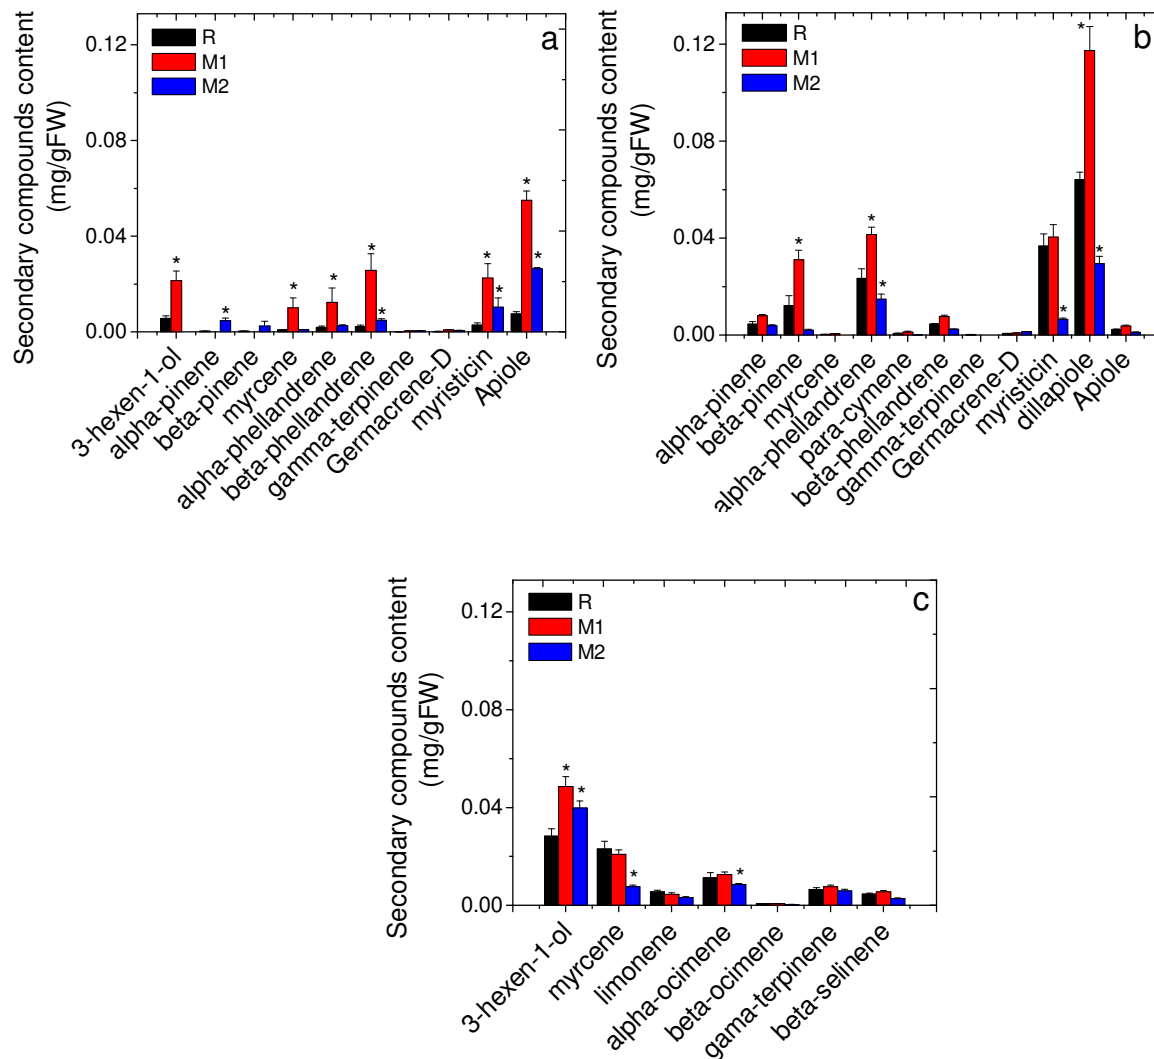 a
R
M1
M2
0.12
0.08
0.04
0.00
Secondary compounds content
(mg/gFW)
*
*
*
*
*
*
*
*
*
*
3-hexen-1-ol
alpha-pinene
beta-pinene
myrcene
alpha-phellandrene
beta-phellandrene
gamma-terpinene
Germacrene-D
myristicin
Apiole
b
R
M1
M2
0.12
0.08
0.04
0.00
Secondary compounds content
(mg/gFW)
*
*
*
*
*
*
alpha-pinene
beta-pinene
myrcene
alpha-phellandrene
para-cymene
beta-phellandrene
gamma-terpinene
Germacrene-D
myristicin
dillapiole
Apiole
c
R
M1
M2
0.12
0.08
0.04
0.00
Secondary compounds content
(mg/gFW)
*
*
*
*
3-hexen-1-ol
myrcene
limonene
alpha-ocimene
beta-ocimene
gama-terpinene
beta-selinene